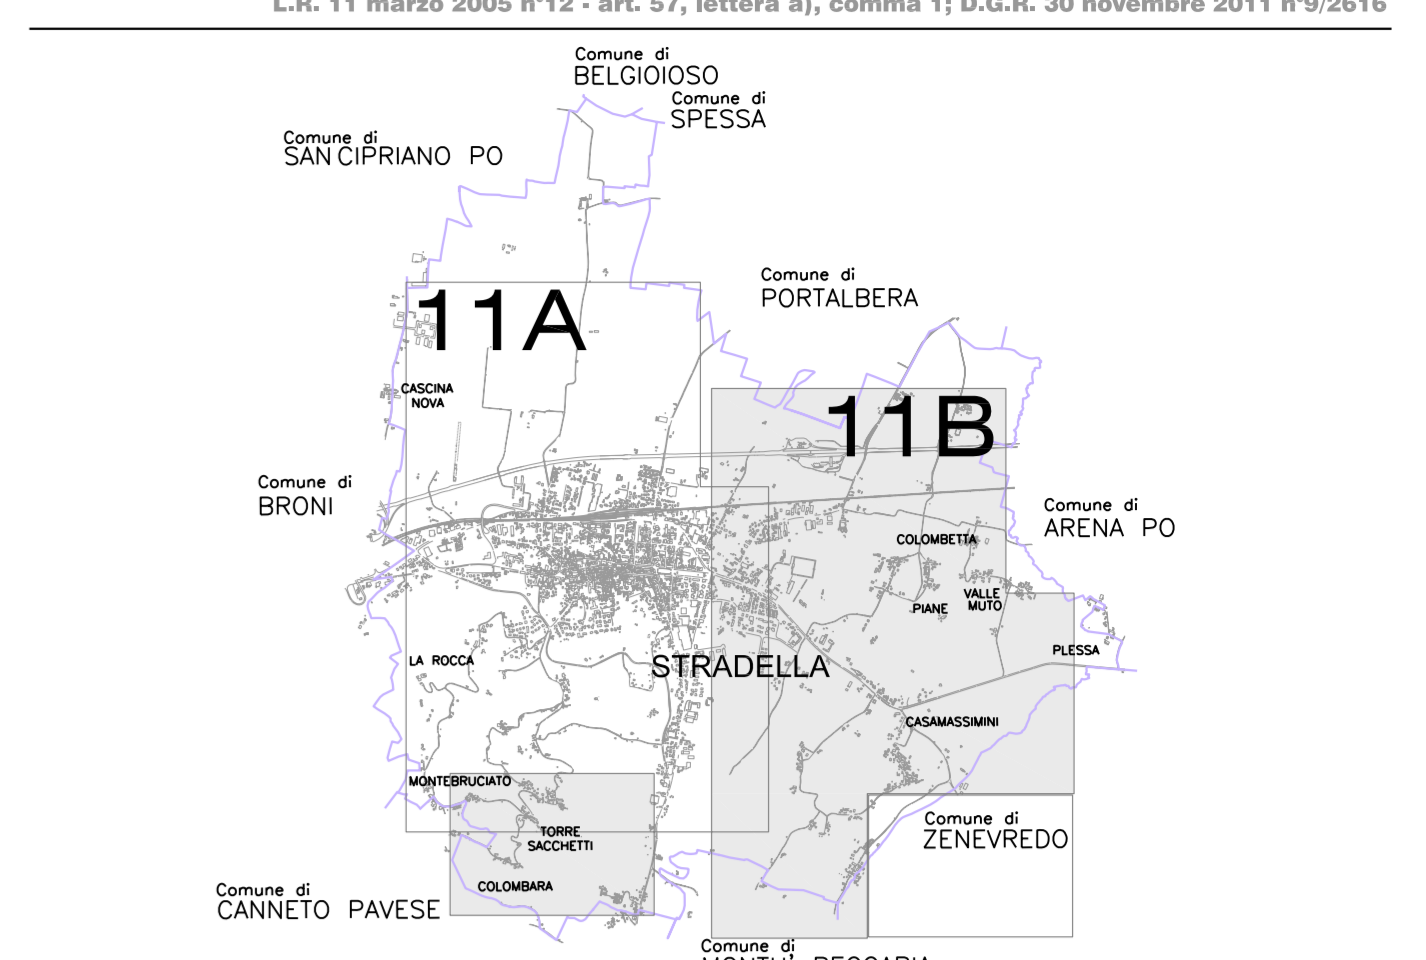 L.R. 11 marzo 2005 n°12 - art. 57, lettera a), comma 1; D.G.R. 30 novembre 2011 n°9/2616
Comune di
BELGIOIOSO
Comune di
SPESSA
Comune di
SAN CIPRIANO PO
Comune di
PORTALBERA
11A
CASCINA
NOVA
11B
Comune di
BRONI
Comune di
ARENA PO
COLOMBETTA
VALLE
MUTO
PIANE
PLESSA
LA ROCCA
STRADELLA
CASAMASSIMINI
MONTEBRUCIATO
TORRE
SACCHETTI
Comune di
ZENEVREDO
COLOMBARA
Comune di
CANNETO PAVESE
Comune di
MONTU' BECCARIA